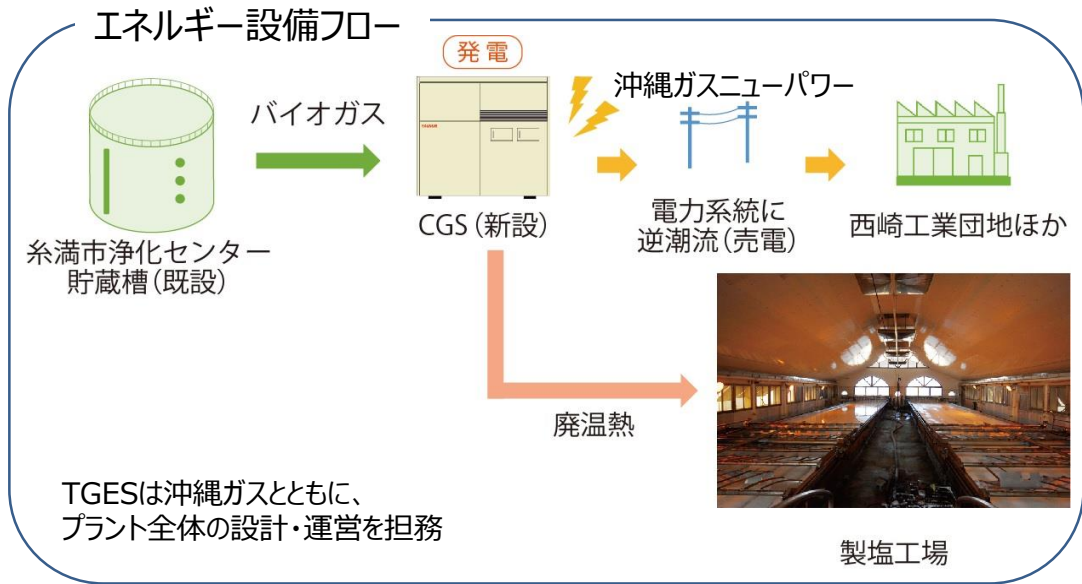 エネルギー設備フロー
発電
バイオガス
沖縄ガスニューパワー
YANMAR
CGS(新設)
電力系統に
逆潮流(売電)
西崎工業団地ほか
糸満市浄化センター
貯蔵槽(既設)
廃温熱
TGESは沖縄ガスとともに、
プラント全体の設計・運営を担務
製塩工場